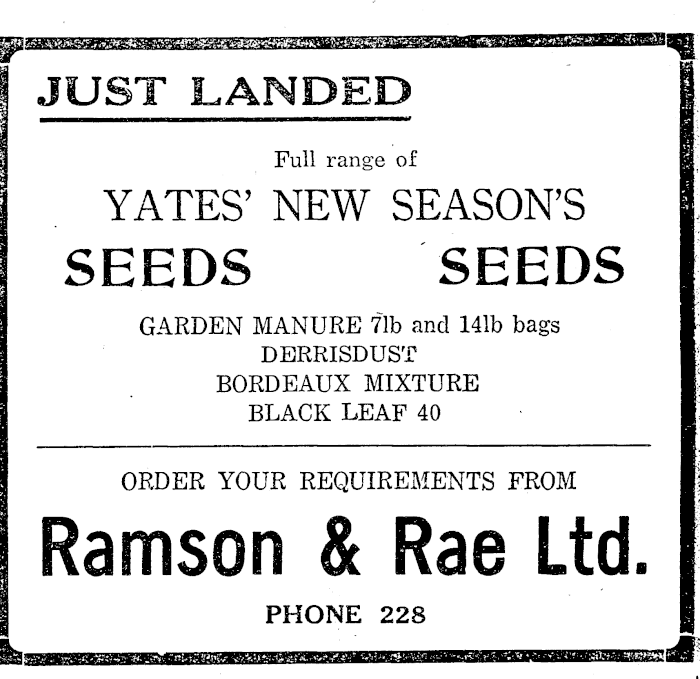 JUST LANDED
Full range of
YATES' NEW SEASON'S
SEEDS SEEDS
GARDEN MANURE 7lb and 14lb bags
DERRISDUST
BORDEAUX MIXTURE
BLACK LEAF 40
ORDER YOUR REQUIREMENTS FROM
Ramson & Rae Ltd.
PHONE 228